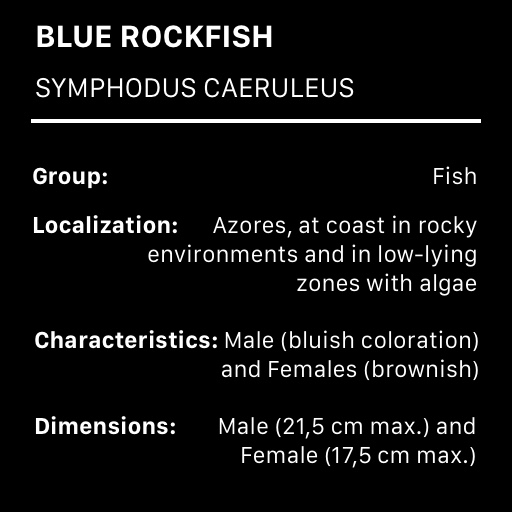 BLUE ROCKFISH
SYMPHODUS CAERULEUS
Group: Fish
Localization: Azores, at coast in rocky
environments and in low-lying
zones with algae
Characteristics: Male (bluish coloration)
and Females (brownish)
Dimensions: Male (21,5 cm max.) and
Female (17,5 cm max.)